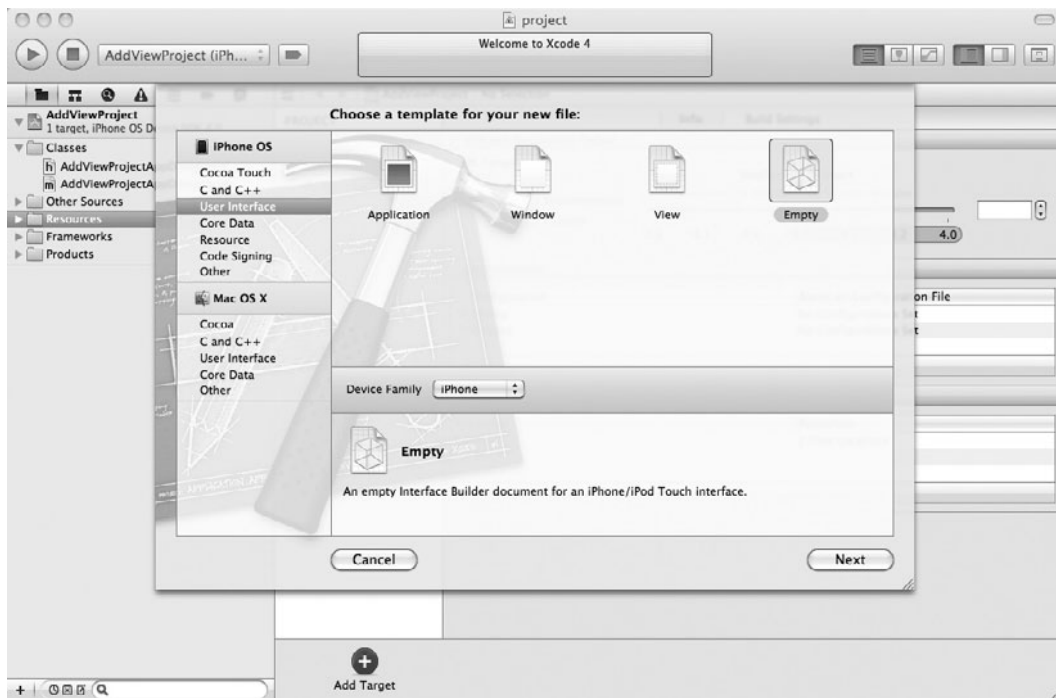 project
AddViewProject (iPh...
Welcome to Xcode 4
AddViewProject
1 target, iPhone OS
Classes
h AddViewProjectA
m AddViewProjectA
Other Sources
Resources
Frameworks
Products
Choose a template for your new file:
iPhone OS
Cocoa Touch
C and C++
User Interface
Core Data
Resource
Code Signing
Other
Mac OS X
Cocoa
C and C++
User Interface
Core Data
Other
Application
Window
View
Empty
Device Family
iPhone
Empty
An empty Interface Builder document for an iPhone/iPod Touch interface.
Cancel
Next
4.0
on File
t
t
Add Target